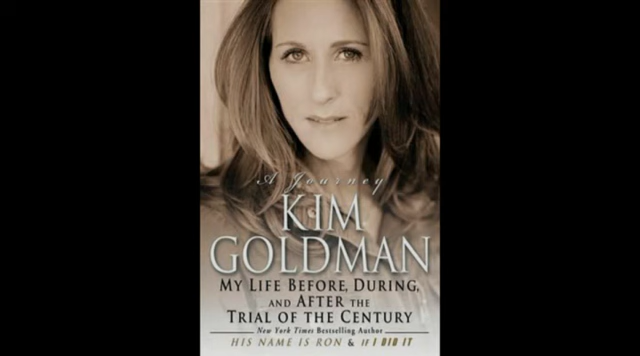 A Journey
KIM
GOLDMAN
MY LIFE BEFORE, DURING,
AND AFTER THE
TRIAL OF THE CENTURY
New York Times Bestselling Author
HIS NAME IS RON & If I DID IT